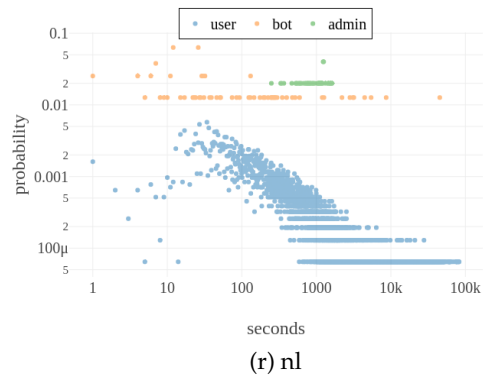 user bot admin
0.1
5
2
0.01
5
2
0.001
5
2
100μ
5
probability
1 10 100 1000 10k 100k
seconds
(r) nl